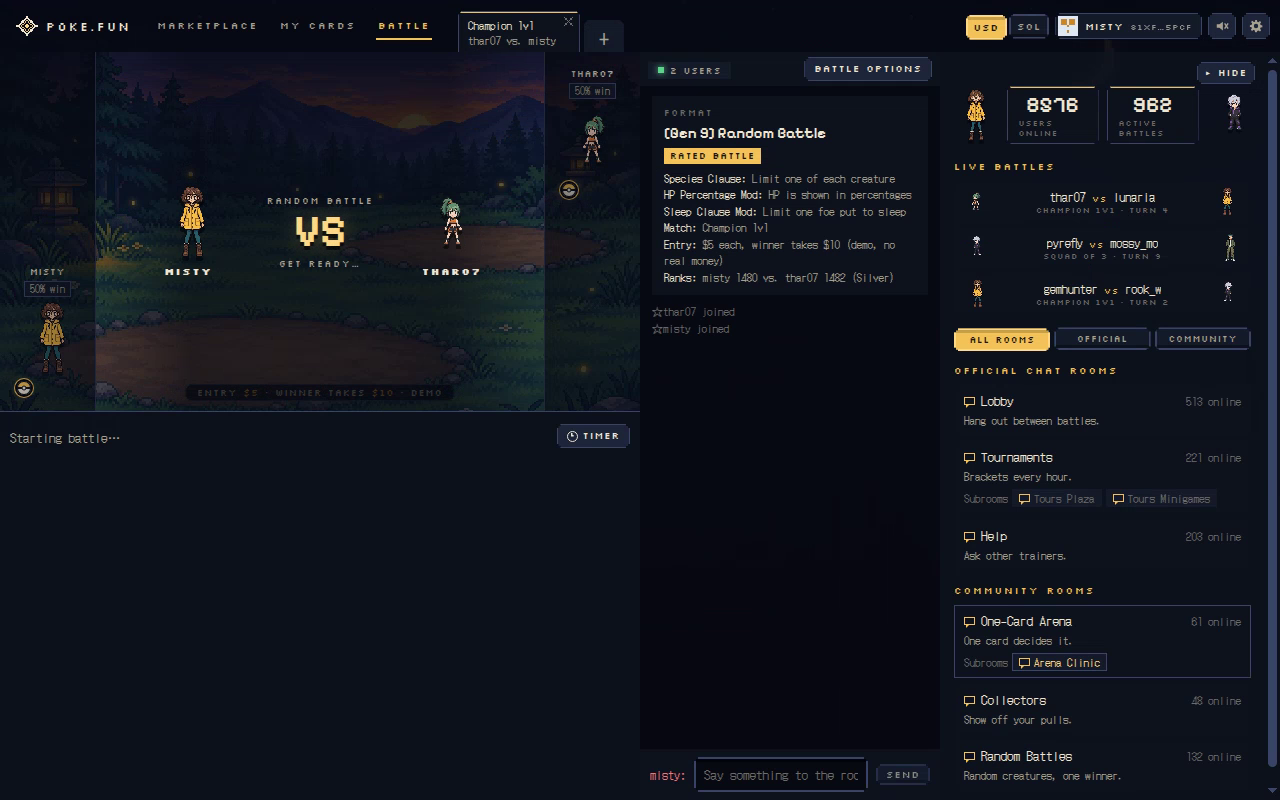 POKE.FUN
MARKETPLACE
MY CARDS
BATTLE
Champion 1v1
thar07 vs. misty
+
USD
SOL
MISTY 81XF…5PCF
THAR07
50% win
RANDOM BATTLE
VS
GET READY…
MISTY
THAR07
MISTY
50% win
ENTRY $5 · WINNER TAKES $10 · DEMO
Starting battle…
TIMER
2 USERS
BATTLE OPTIONS
FORMAT
[Gen 9] Random Battle
RATED BATTLE
Species Clause: Limit one of each creature
HP Percentage Mod: HP is shown in percentages
Sleep Clause Mod: Limit one foe put to sleep
Match: Champion 1v1
Entry: $5 each, winner takes $10 (demo, no
real money)
Ranks: misty 1480 vs. thar07 1482 (Silver)
☆thar07 joined
☆misty joined
misty:
Say something to the roo
SEND
▸ HIDE
8976
USERS
ONLINE
962
ACTIVE
BATTLES
LIVE BATTLES
thar07 vs lunaria
CHAMPION 1V1 · TURN 4
pyrefly vs mossy_mo
SQUAD OF 3 · TURN 9
gemhunter vs rook_w
CHAMPION 1V1 · TURN 2
ALL ROOMS
OFFICIAL
COMMUNITY
OFFICIAL CHAT ROOMS
Lobby 513 online
Hang out between battles.
Tournaments 221 online
Brackets every hour.
Subrooms Tours Plaza Tours Minigames
Help 203 online
Ask other trainers.
COMMUNITY ROOMS
One-Card Arena 61 online
One card decides it.
Subrooms Arena Clinic
Collectors 48 online
Show off your pulls.
Random Battles 132 online
Random creatures, one winner.